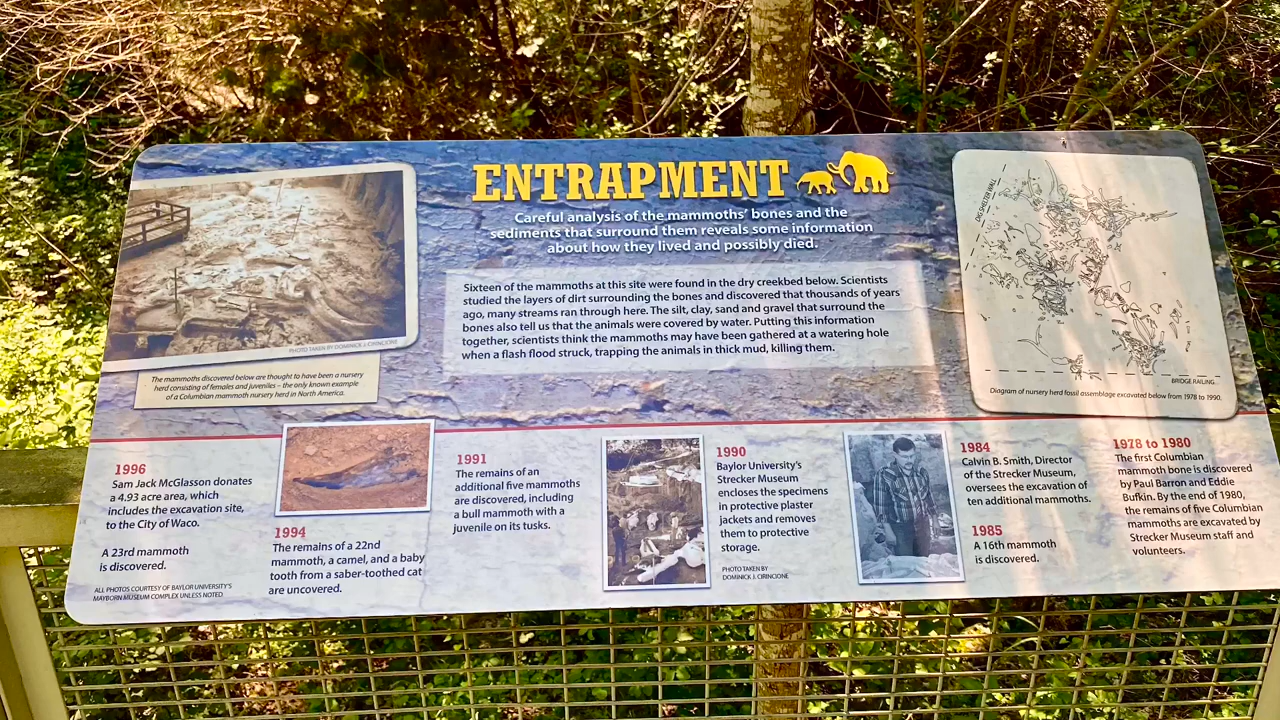 ENTRAPMENT
Careful analysis of the mammoths' bones and the
sediments that surround them reveals some information
about how they lived and possibly died.
PHOTO TAKEN BY DOMINICK J. CIRINCIONE
The mammoths discovered below are thought to have been a nursery
herd consisting of females and juveniles – the only known example
of a Columbian mammoth nursery herd in North America.
Sixteen of the mammoths at this site were found in the dry creekbed below. Scientists
studied the layers of dirt surrounding the bones and discovered that thousands of years
ago, many streams ran through here. The silt, clay, sand and gravel that surround the
bones also tell us that the animals were covered by water. Putting this information
together, scientists think the mammoths may have been gathered at a watering hole
when a flash flood struck, trapping the animals in thick mud, killing them.
DIG SHELTER WALL
BRIDGE RAILING
Diagram of nursery herd fossil assemblage excavated below from 1978 to 1990.
1996
Sam Jack McGlasson donates
a 4.93 acre area, which
includes the excavation site,
to the City of Waco.
A 23rd mammoth
is discovered.
ALL PHOTOS COURTESY OF BAYLOR UNIVERSITY'S
MAYBORN MUSEUM COMPLEX UNLESS NOTED
1994
The remains of a 22nd
mammoth, a camel, and a baby
tooth from a saber-toothed cat
are uncovered.
1991
The remains of an
additional five mammoths
are discovered, including
a bull mammoth with a
juvenile on its tusks.
1990
Baylor University's
Strecker Museum
encloses the specimens
in protective plaster
jackets and removes
them to protective
storage.
PHOTO TAKEN BY
DOMINICK J. CIRINCIONE
1984
Calvin B. Smith, Director
of the Strecker Museum,
oversees the excavation of
ten additional mammoths.
1985
A 16th mammoth
is discovered.
1978 to 1980
The first Columbian
mammoth bone is discovered
by Paul Barron and Eddie
Bufkin. By the end of 1980,
the remains of five Columbian
mammoths are excavated by
Strecker Museum staff and
volunteers.